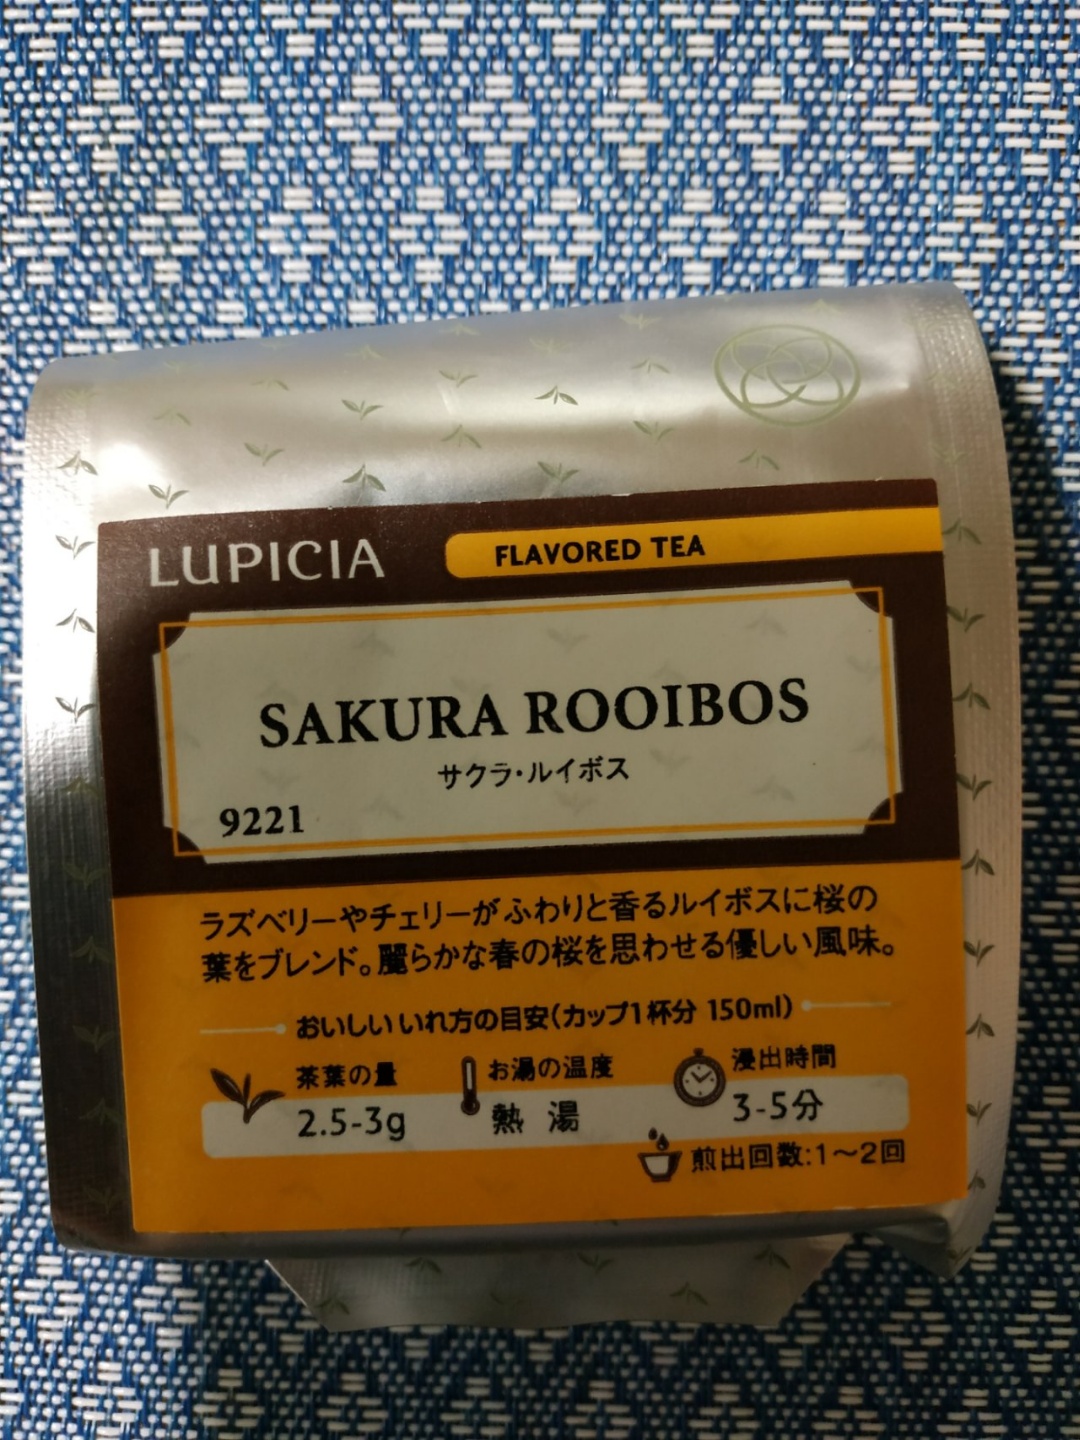 LUPICIA
FLAVORED TEA
SAKURA ROOIBOS
サクラ・ルイボス
9221
ラズベリーやチェリーがふわりと香るルイボスに桜の
葉をブレンド。麗らかな春の桜を思わせる優しい風味。
おいしいいれ方の目安(カップ1杯分 150ml)
茶葉の量
2.5-3g
お湯の温度
熱 湯
浸出時間
3-5分
煎出回数:1〜2回